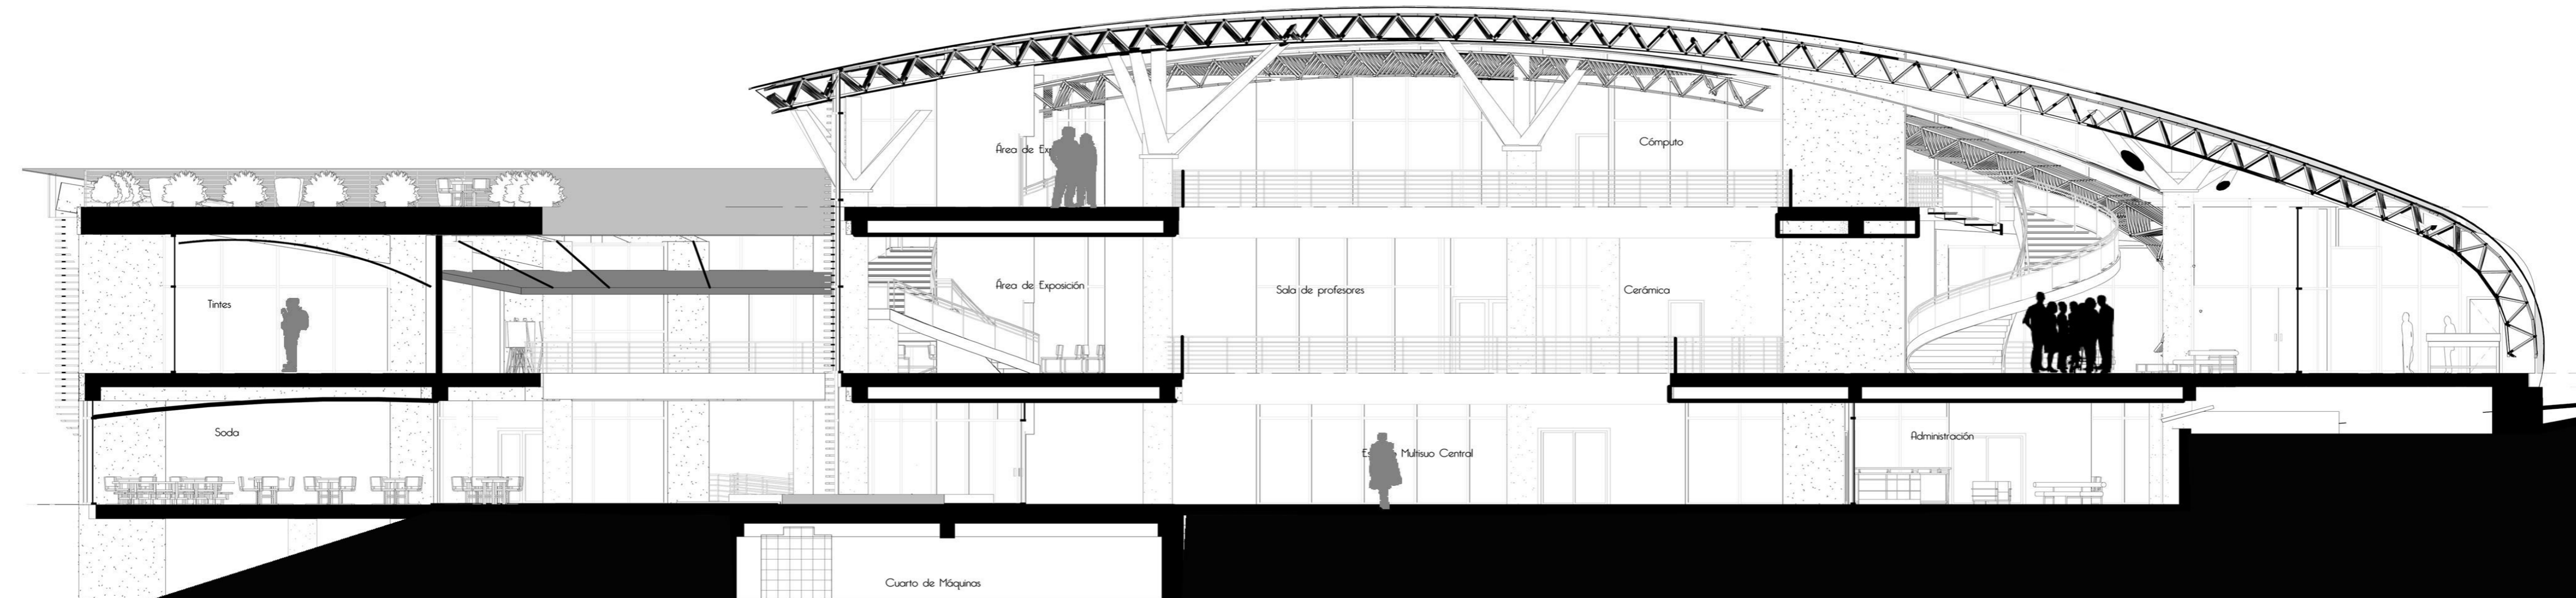 Área de Ex
Cómputo
Tintes
Área de Exposición
Sala de profesores
Cerámica
Soda
Multisuo Central
Administración
Cuarto de Máquinas